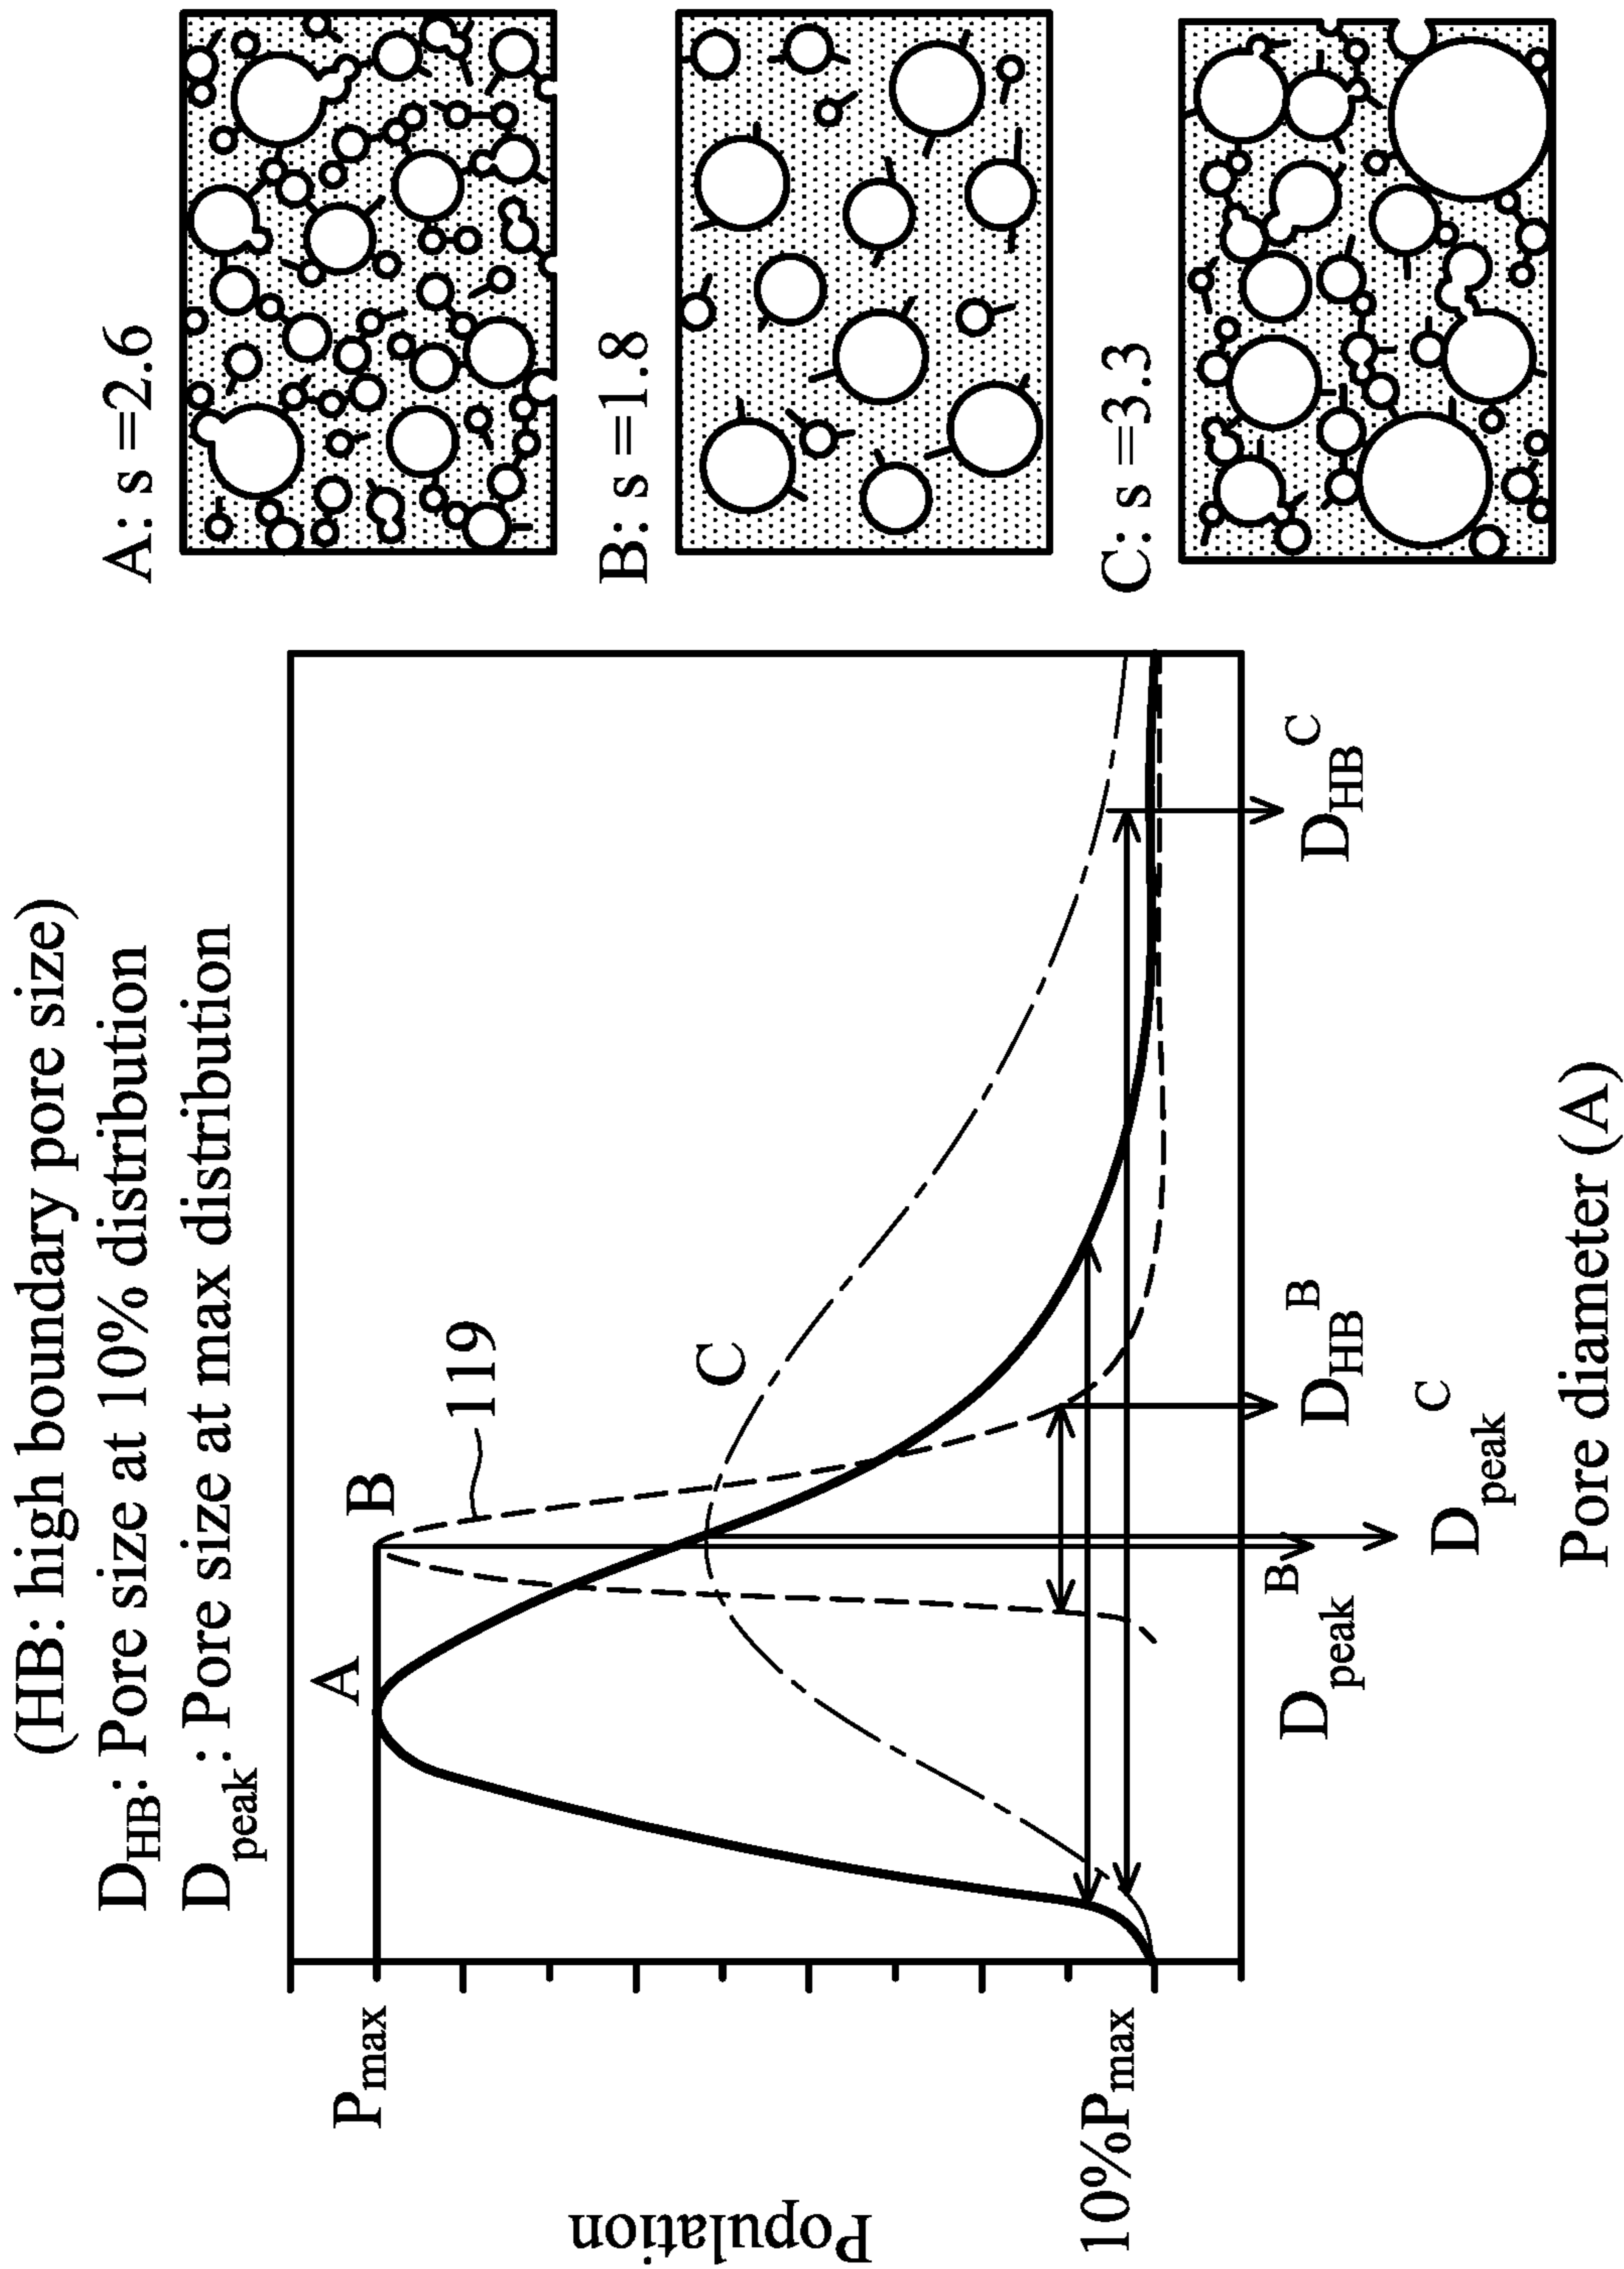 (HB: high boundary pore size)
D_HB: Pore size at 10% distribution
D_peak: Pore size at max distribution
A: s =2.6
B: s =1.8
C: s =3.3
Population
P_max
10%P_max
A
B
119
C
D_peak^B
D_HB^B
D_peak^C
D_HB^C
Pore diameter (A)